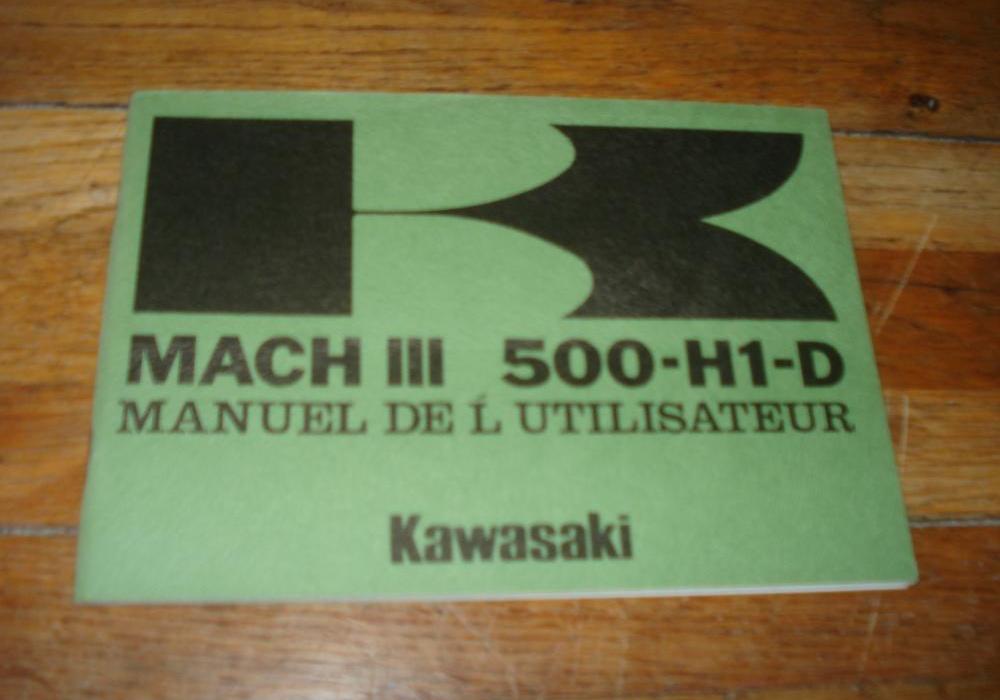 MACH III 500-H1-D
MANUEL DE Ĺ UTILISATEUR
Kawasaki